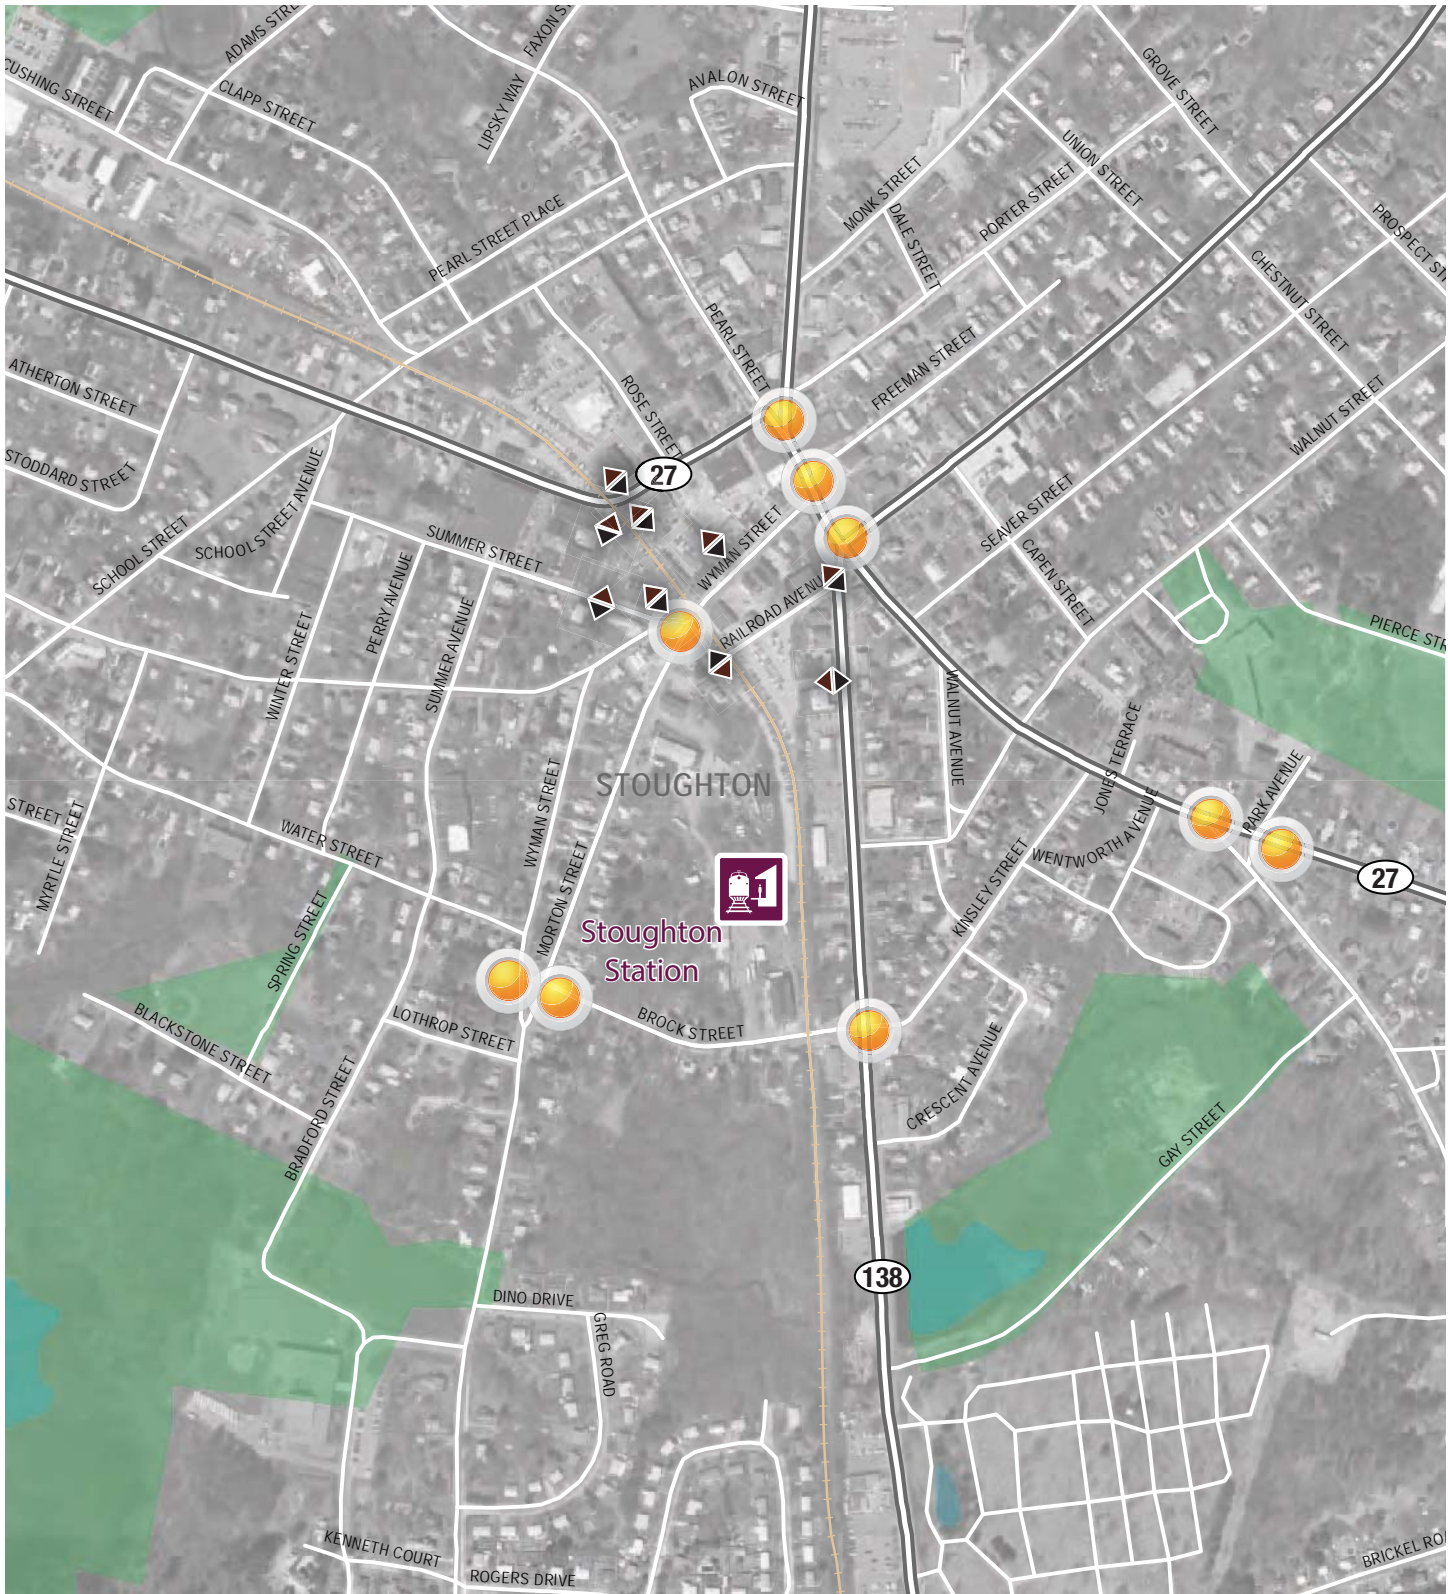 ADAMS STRE
FAXON S
CUSHING STREET
CLAPP STREET
LIPSKY WAY
AVALON STREET
GROVE STREET
UNION STREET
MONK STREET
DALE STREET
PORTER STREET
PROSPECT ST
PEARL STREET PLACE
CHESTNUT STREET
PEARL STREET
FREEMAN STREET
ATHERTON STREET
ROSE STREET
WALNUT STREET
STODDARD STREET
27
SCHOOL STREET AVENUE
SCHOOL STREET
SUMMER STREET
WYMAN STREET
SEAVER STREET
CAPEN STREET
PERRY AVENUE
SUMMER AVENUE
WINTER STREET
RAILROAD AVENU
PIERCE STR
WALNUT AVENUE
JONES TERRACE
PARK AVENUE
STOUGHTON
STREET
MYRTLE STREET
WATER STREET
WYMAN STREET
MORTON STREET
KINSLEY STREET
WENTWORTH AVENUE
27
SPRING STREET
Stoughton
Station
BLACKSTONE STREET
LOTHROP STREET
BROCK STREET
BRADFORD STREET
CRESCENT AVENUE
GAY STREET
138
DINO DRIVE
GREG ROAD
KENNETH COURT
ROGERS DRIVE
BRICKEL ROA